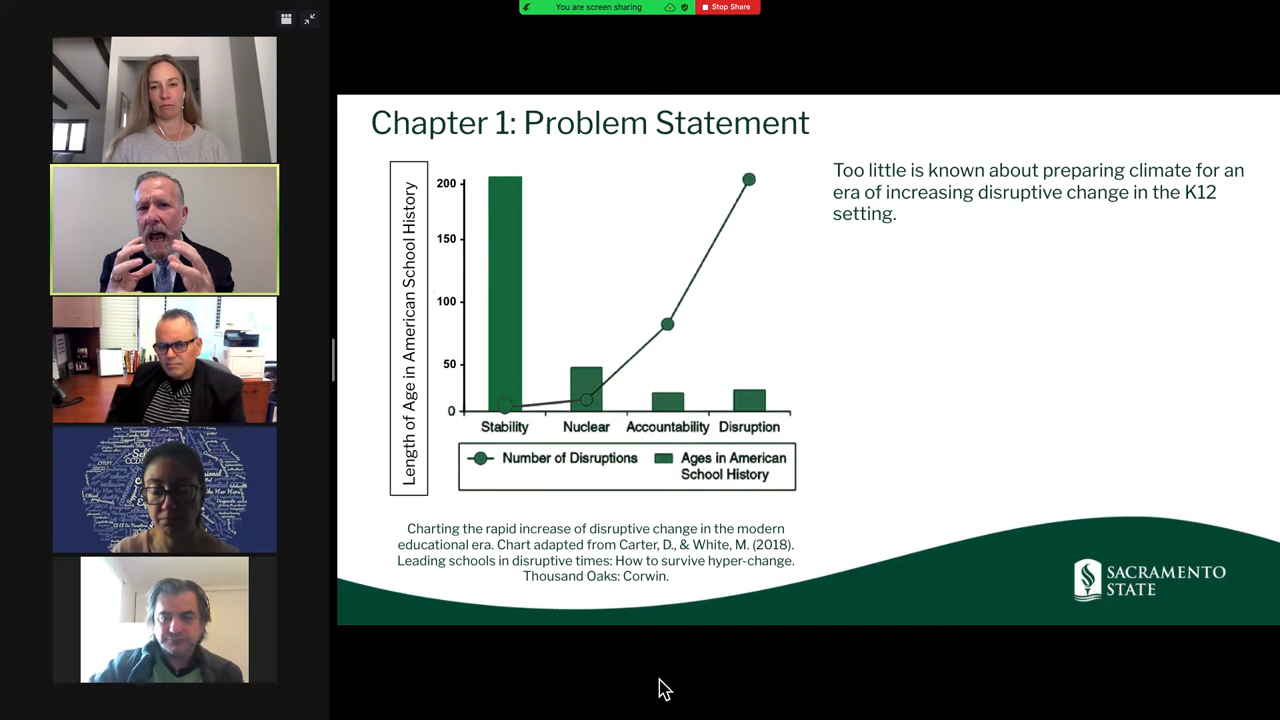 You are screen sharing
Stop Share
Chapter 1: Problem Statement
Length of Age in American School History
200
150
100
50
0
Stability
Nuclear
Accountability
Disruption
Number of Disruptions
Ages in American
School History
Charting the rapid increase of disruptive change in the modern
educational era. Chart adapted from Carter, D., & White, M. (2018).
Leading schools in disruptive times: How to survive hyper-change.
Thousand Oaks: Corwin.
Too little is known about preparing climate for an
era of increasing disruptive change in the K12
setting.
SACRAMENTO
STATE